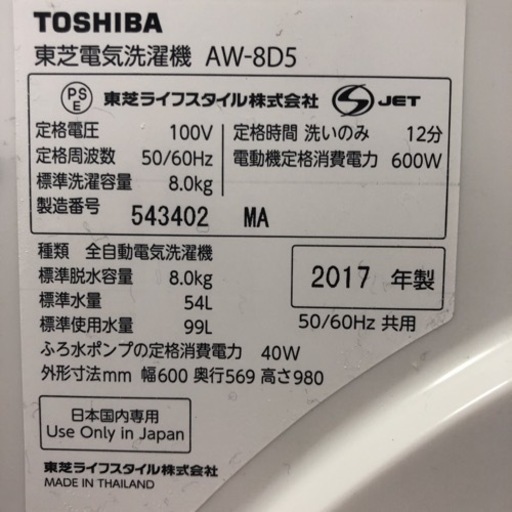 TOSHIBA
東芝電気洗濯機 AW-8D5
PSE 東芝ライフスタイル株式会社 S JET
定格電圧 100V 定格時間 洗いのみ 12分
定格周波数 50/60Hz 電動機定格消費電力 600W
標準洗濯容量 8.0kg
製造番号 543402 MA
種類 全自動電気洗濯機
標準脱水容量 8.0kg 2017 年製
標準水量 54L
標準使用水量 99L 50/60Hz 共用
ふろ水ポンプの定格消費電力 40W
外形寸法mm 幅600 奥行569 高さ980
日本国内専用
Use Only in Japan
東芝ライフスタイル株式会社
MADE IN THAILAND